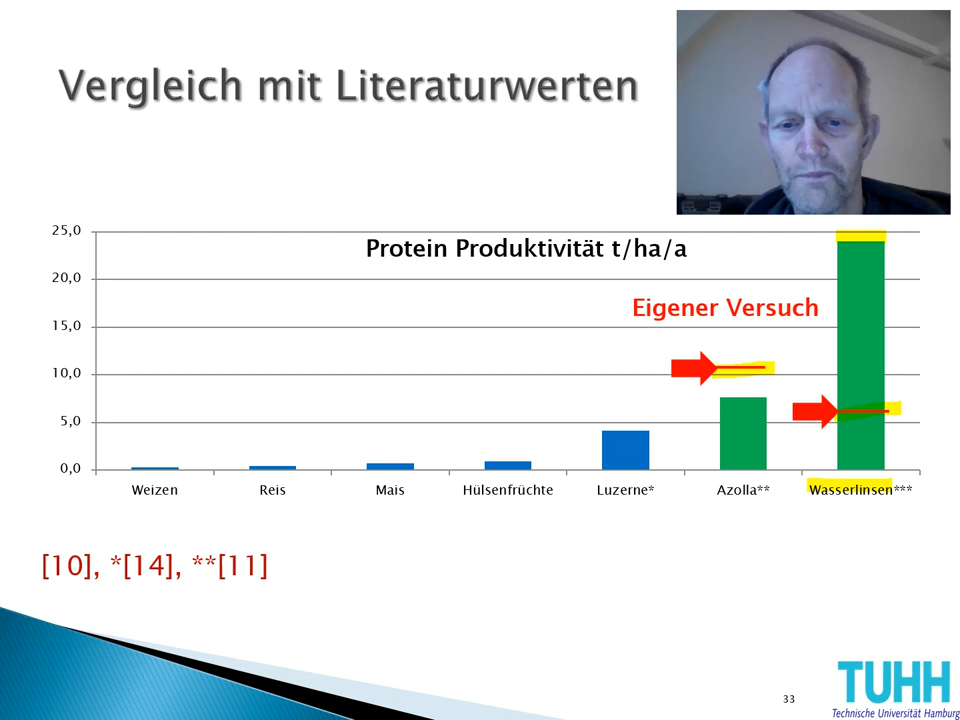 Vergleich mit Literaturwerten
Protein Produktivität t/ha/a
Eigener Versuch
25,0
20,0
15,0
10,0
5,0
0,0
Weizen Reis Mais Hülsenfrüchte Luzerne* Azolla** Wasserlinsen***
[10], *[14], **[11]
33
TUHH
Technische Universität Hamburg